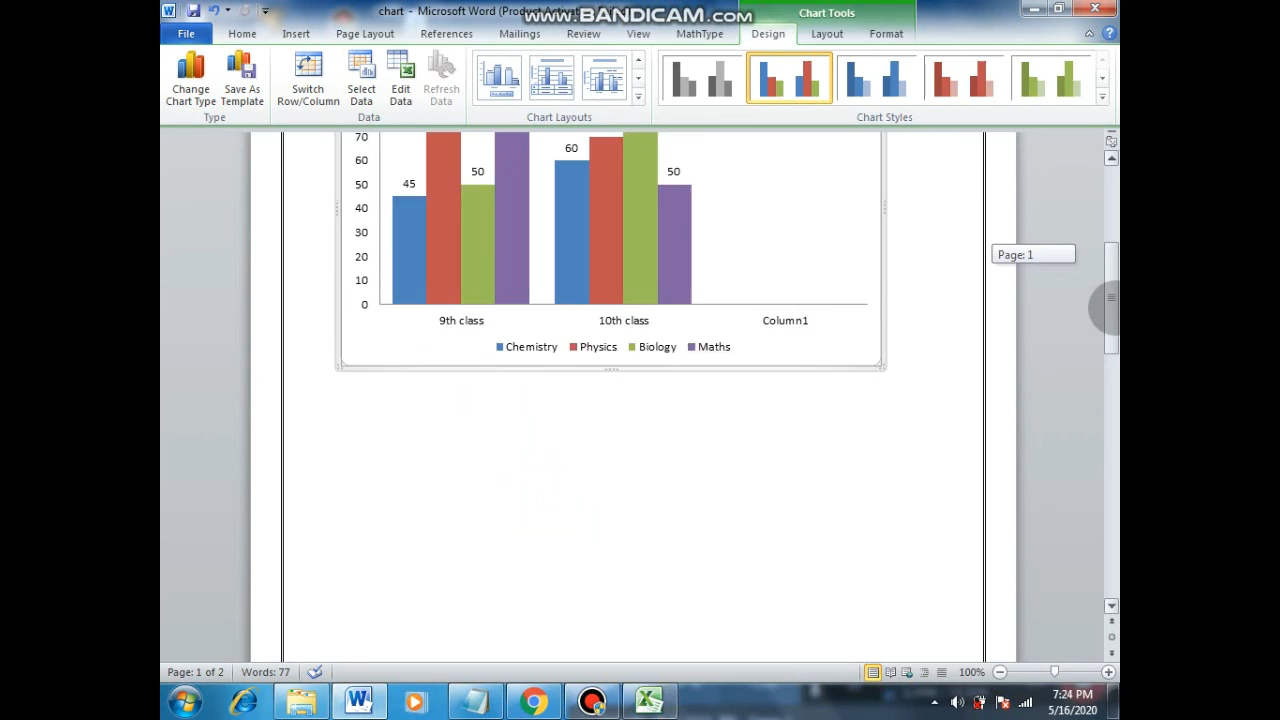 chart - Microsoft Word (Product Activat
www.BANDICAM.com
Chart Tools
File Home Insert Page Layout References Mailings Review View MathType Design Layout Format
Change Chart Type
Save As Template
Switch Row/Column
Select Data
Edit Data
Refresh Data
Type Data Chart Layouts Chart Styles
70
60
50
40
30
20
10
0
45 50 60 50
9th class 10th class Column1
Chemistry Physics Biology Maths
Page: 1
Page: 1 of 2 Words: 77 100%
7:24 PM
5/16/2020